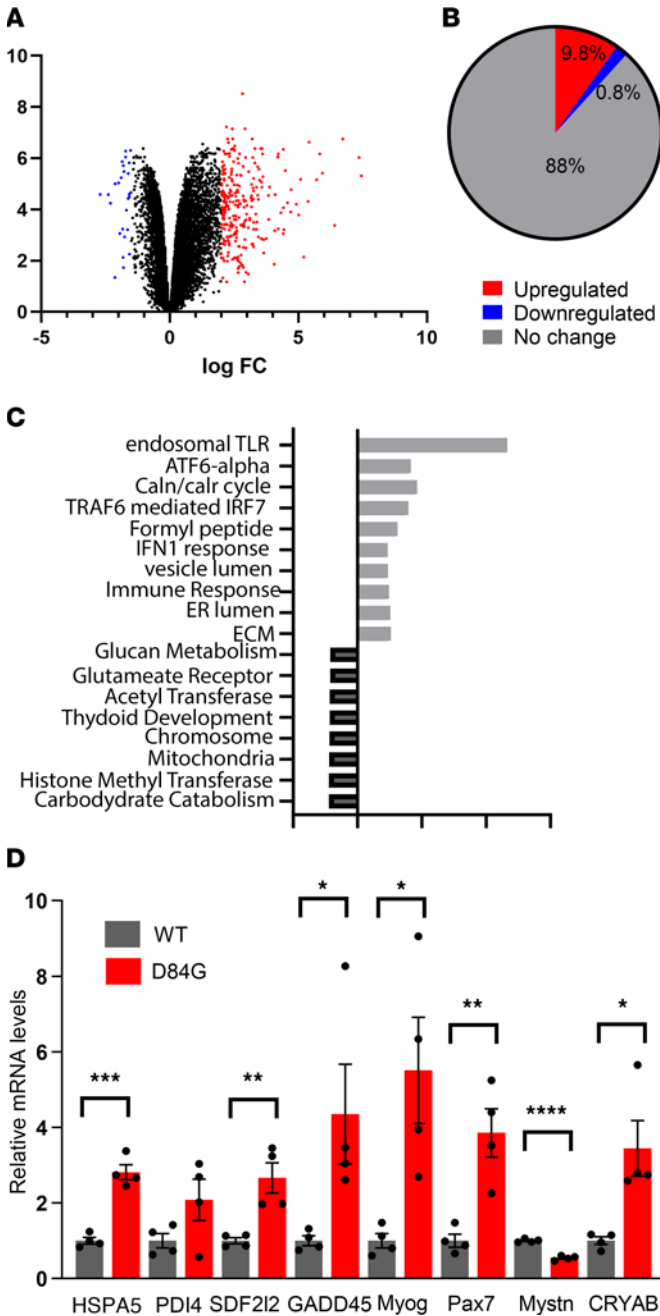 A
10
8
6
4
2
0
-5
0
5
10
log FC
B
9.8%
0.8%
88%
Upregulated
Downregulated
No change
C
endosomal TLR
ATF6-alpha
Caln/calr cycle
TRAF6 mediated IRF7
Formyl peptide
IFN1 response
vesicle lumen
Immune Response
ER lumen
ECM
Glucan Metabolism
Glutameate Receptor
Acetyl Transferase
Thydoid Development
Chromosome
Mitochondria
Histone Methyl Transferase
Carbodydrate Catabolism
D
Relative mRNA levels
10
8
6
4
2
0
WT
D84G
***
**
*
*
**
****
*
HSPA5 PDI4 SDF2I2 GADD45 Myog Pax7 Mystn CRYAB